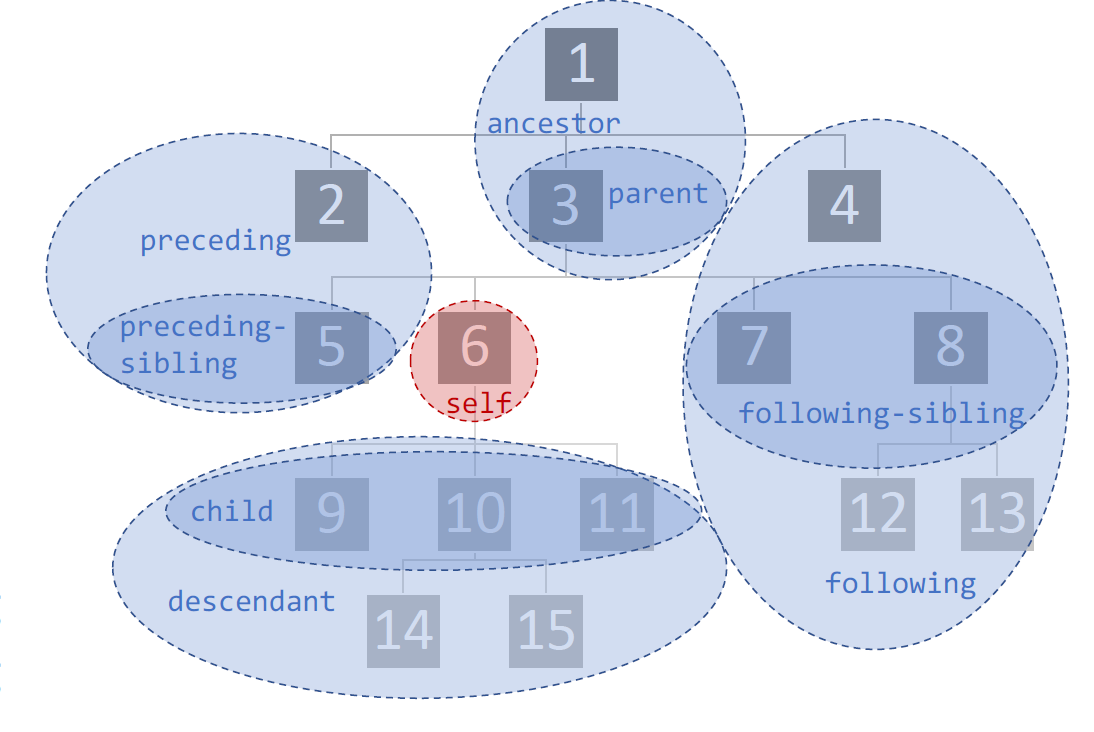 1
ancestor
2
3
parent
4
preceding
preceding-
sibling
5
6
self
7
8
following-sibling
child
9
10
11
12
13
following
descendant
14
15